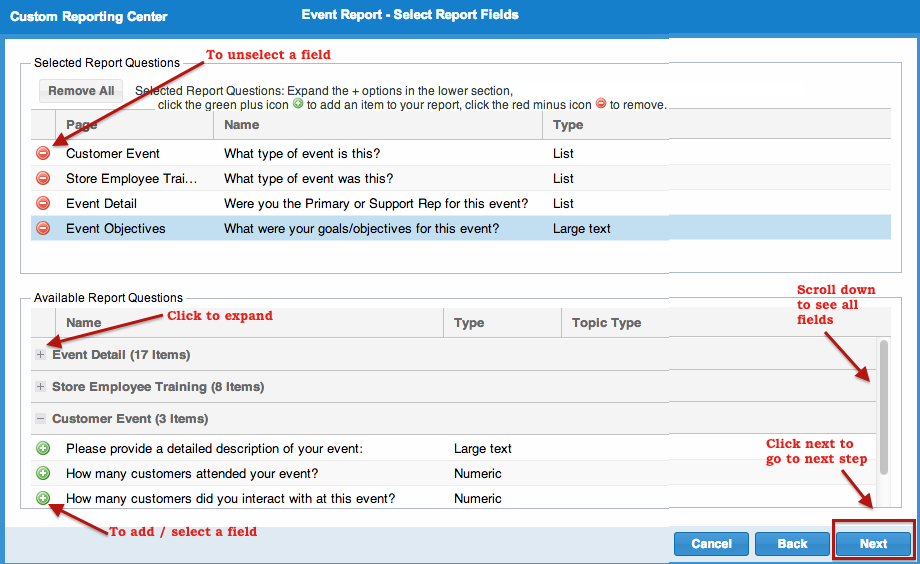 Custom Reporting Center
Event Report - Select Report Fields
To unselect a field
Selected Report Questions
Remove All
Selected Report Questions: Expand the + options in the lower section,
click the green plus icon to add an item to your report, click the red minus icon to remove.
Page Name Type
Customer Event What type of event is this? List
Store Employee Trai... What type of event was this? List
Event Detail Were you the Primary or Support Rep for this event? List
Event Objectives What were your goals/objectives for this event? Large text
Available Report Questions
Scroll down
to see all
fields
Click to expand
Name Type Topic Type
Event Detail (17 Items)
Store Employee Training (8 Items)
Customer Event (3 Items)
Please provide a detailed description of your event: Large text
How many customers attended your event? Numeric
How many customers did you interact with at this event? Numeric
Click next to
go to next step
To add / select a field
Cancel Back Next